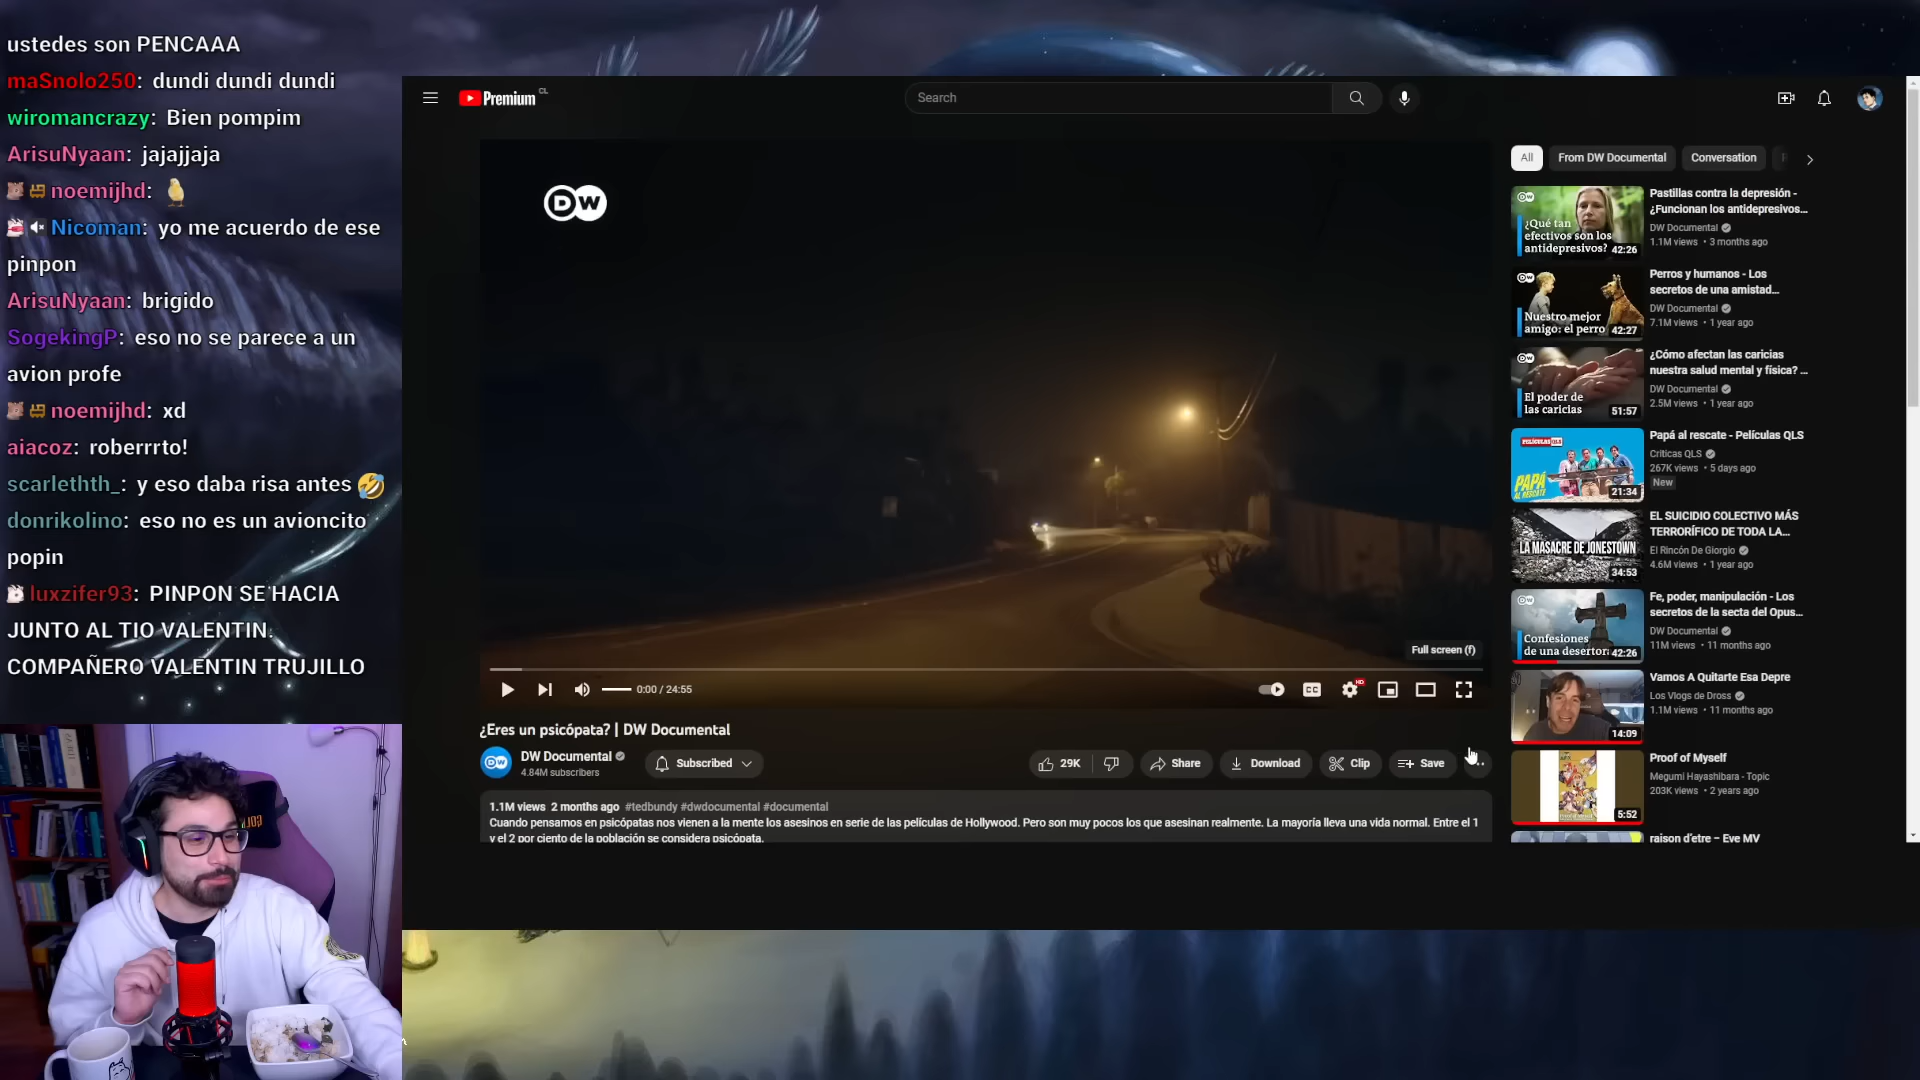 ustedes son PENCAAA
maSnolo250: dundi dundi dundi
wiromancrazy: Bien pompim
ArisuNyaan: jajajjaja
noemijhd:
Nicoman: yo me acuerdo de ese
pinpon
ArisuNyaan: brigido
SogekingP: eso no se parece a un
avion profe
noemijhd: xd
aiacoz: roberrrto!
scarlethth_: y eso daba risa antes 🤣
donrikolino: eso no es un avioncito
popin
luxzifer93: PINPON SE HACIA
JUNTO AL TIO VALENTIN.
COMPAÑERO VALENTIN TRUJILLO
Premium CL
Search
DW
Full screen (f)
0:00 / 24:55
CC
HD
¿Eres un psicópata? | DW Documental
DW Documental
4.84M subscribers
Subscribed
29K
Share
Download
Clip
Save
1.1M views 2 months ago #tedbundy #dwdocumental #documental
Cuando pensamos en psicópatas nos vienen a la mente los asesinos en serie de las películas de Hollywood. Pero son muy pocos los que asesinan realmente. La mayoría lleva una vida normal. Entre el 1
y el 2 por ciento de la población se considera psicópata.
All
From DW Documental
Conversation
¿Qué tan
efectivos son los
antidepresivos?
42:26
Pastillas contra la depresión -
¿Funcionan los antidepresivos...
DW Documental
1.1M views • 3 months ago
Nuestro mejor
amigo: el perro
42:27
Perros y humanos - Los
secretos de una amistad...
DW Documental
7.1M views • 1 year ago
El poder de
las caricias
51:57
¿Cómo afectan las caricias
nuestra salud mental y física? ...
DW Documental
2.5M views • 1 year ago
PELÍCULAS QLS
PAPÁ
AL RESCATE
21:34
Papá al rescate - Películas QLS
Criticas QLS
267K views • 5 days ago
New
LA MASACRE DE JONESTOWN
34:53
EL SUICIDIO COLECTIVO MÁS
TERRORÍFICO DE TODA LA...
El Rincón De Giorgio
4.6M views • 1 year ago
Confesiones
de una desertora
42:26
Fe, poder, manipulación - Los
secretos de la secta del Opus...
DW Documental
11M views • 11 months ago
14:09
Vamos A Quitarte Esa Depre
Los Vlogs de Dross
1.1M views • 11 months ago
5:52
Proof of Myself
Megumi Hayashibara - Topic
203K views • 2 years ago
raison d'etre – Eve MV